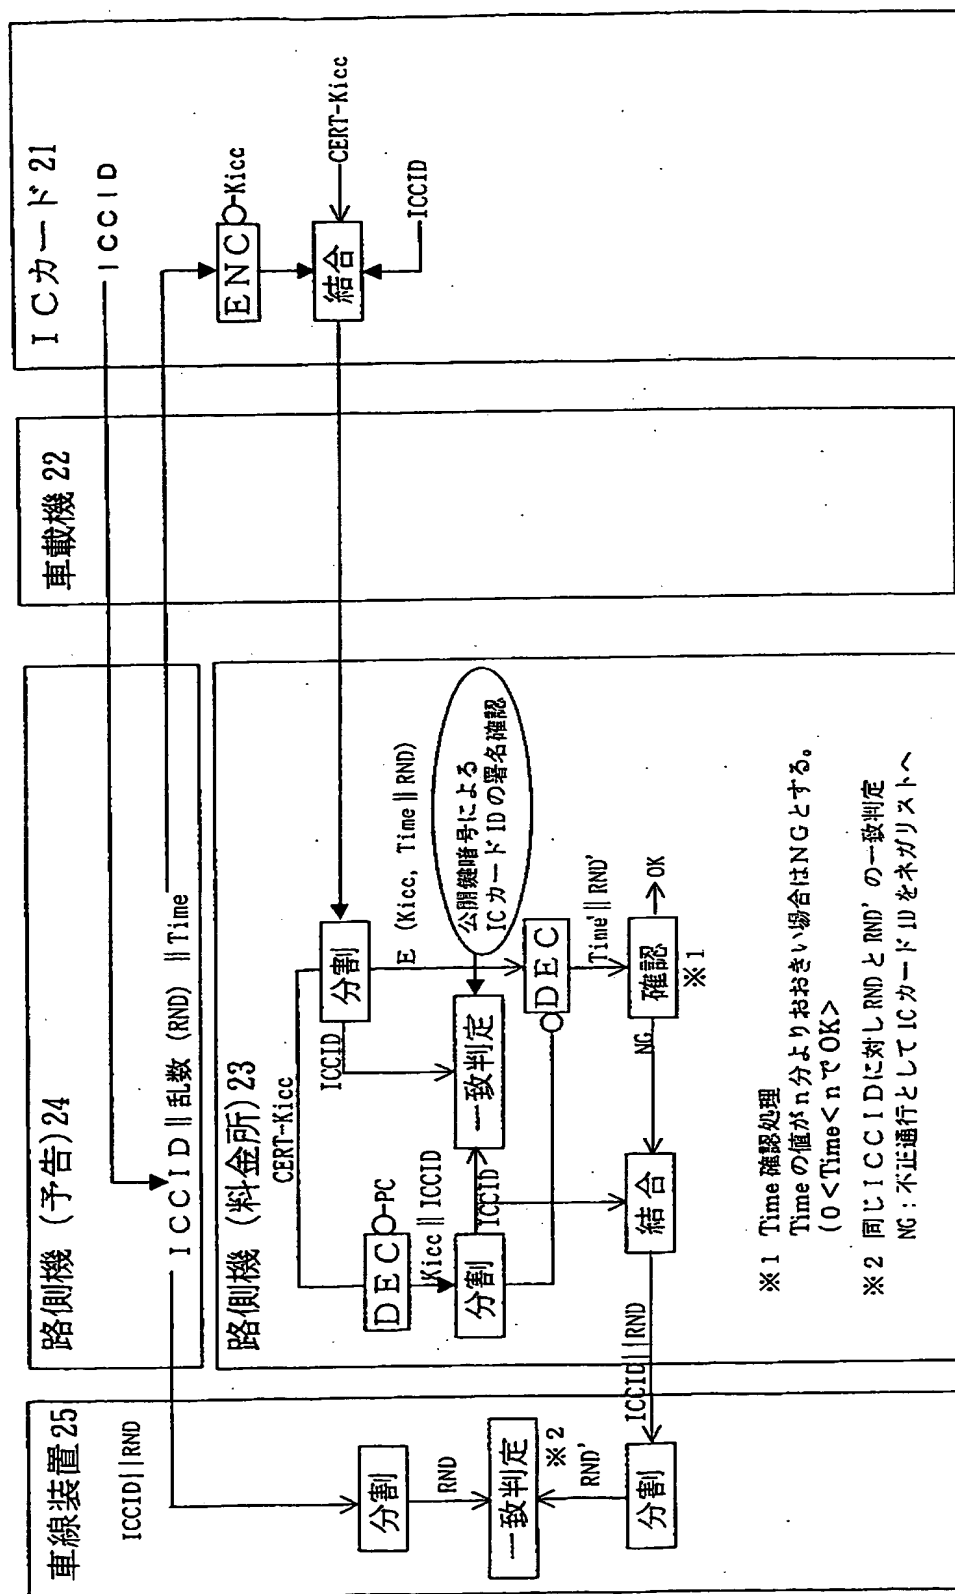 車線装置25
ICCID||RND
分割
RND
一致判定
※2
RND'
分割
ICCID||RND
路側機 (予告)24
ICCID || 乱数 (RND) || Time
路側機 (料金所)23
CERT-Kicc
DEC
PC
Kicc || ICCID
分割
ICCID
ICCID
分割
E (Kicc, Time || RND)
公開鍵暗号による
ICカードIDの署名確認
一致判定
DEC
Time' || RND'
確認
※1
OK
NG
結合
※1 Time確認処理
Timeの値がn分よりおおきい場合はNGとする。
(0<Time<nでOK>
※2 同じICCIDに対しRNDとRND'の一致判定
NG:不正通行としてICカードIDをネガリストへ
車載機22
ICカード21
ICCID
ENC
Kicc
結合
CERT-Kicc
ICCID